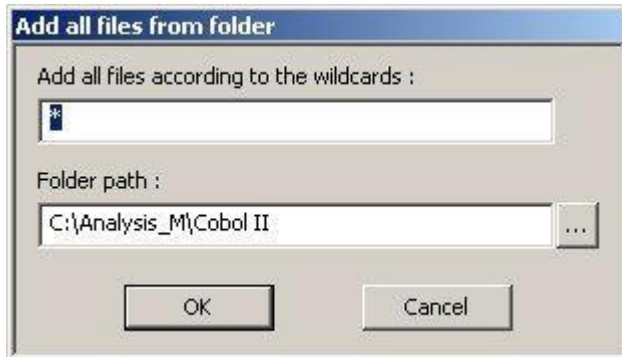 Add all files from folder
Add all files according to the wildcards :
*
Folder path :
C:\Analysis_M\Cobol II
...
OK Cancel